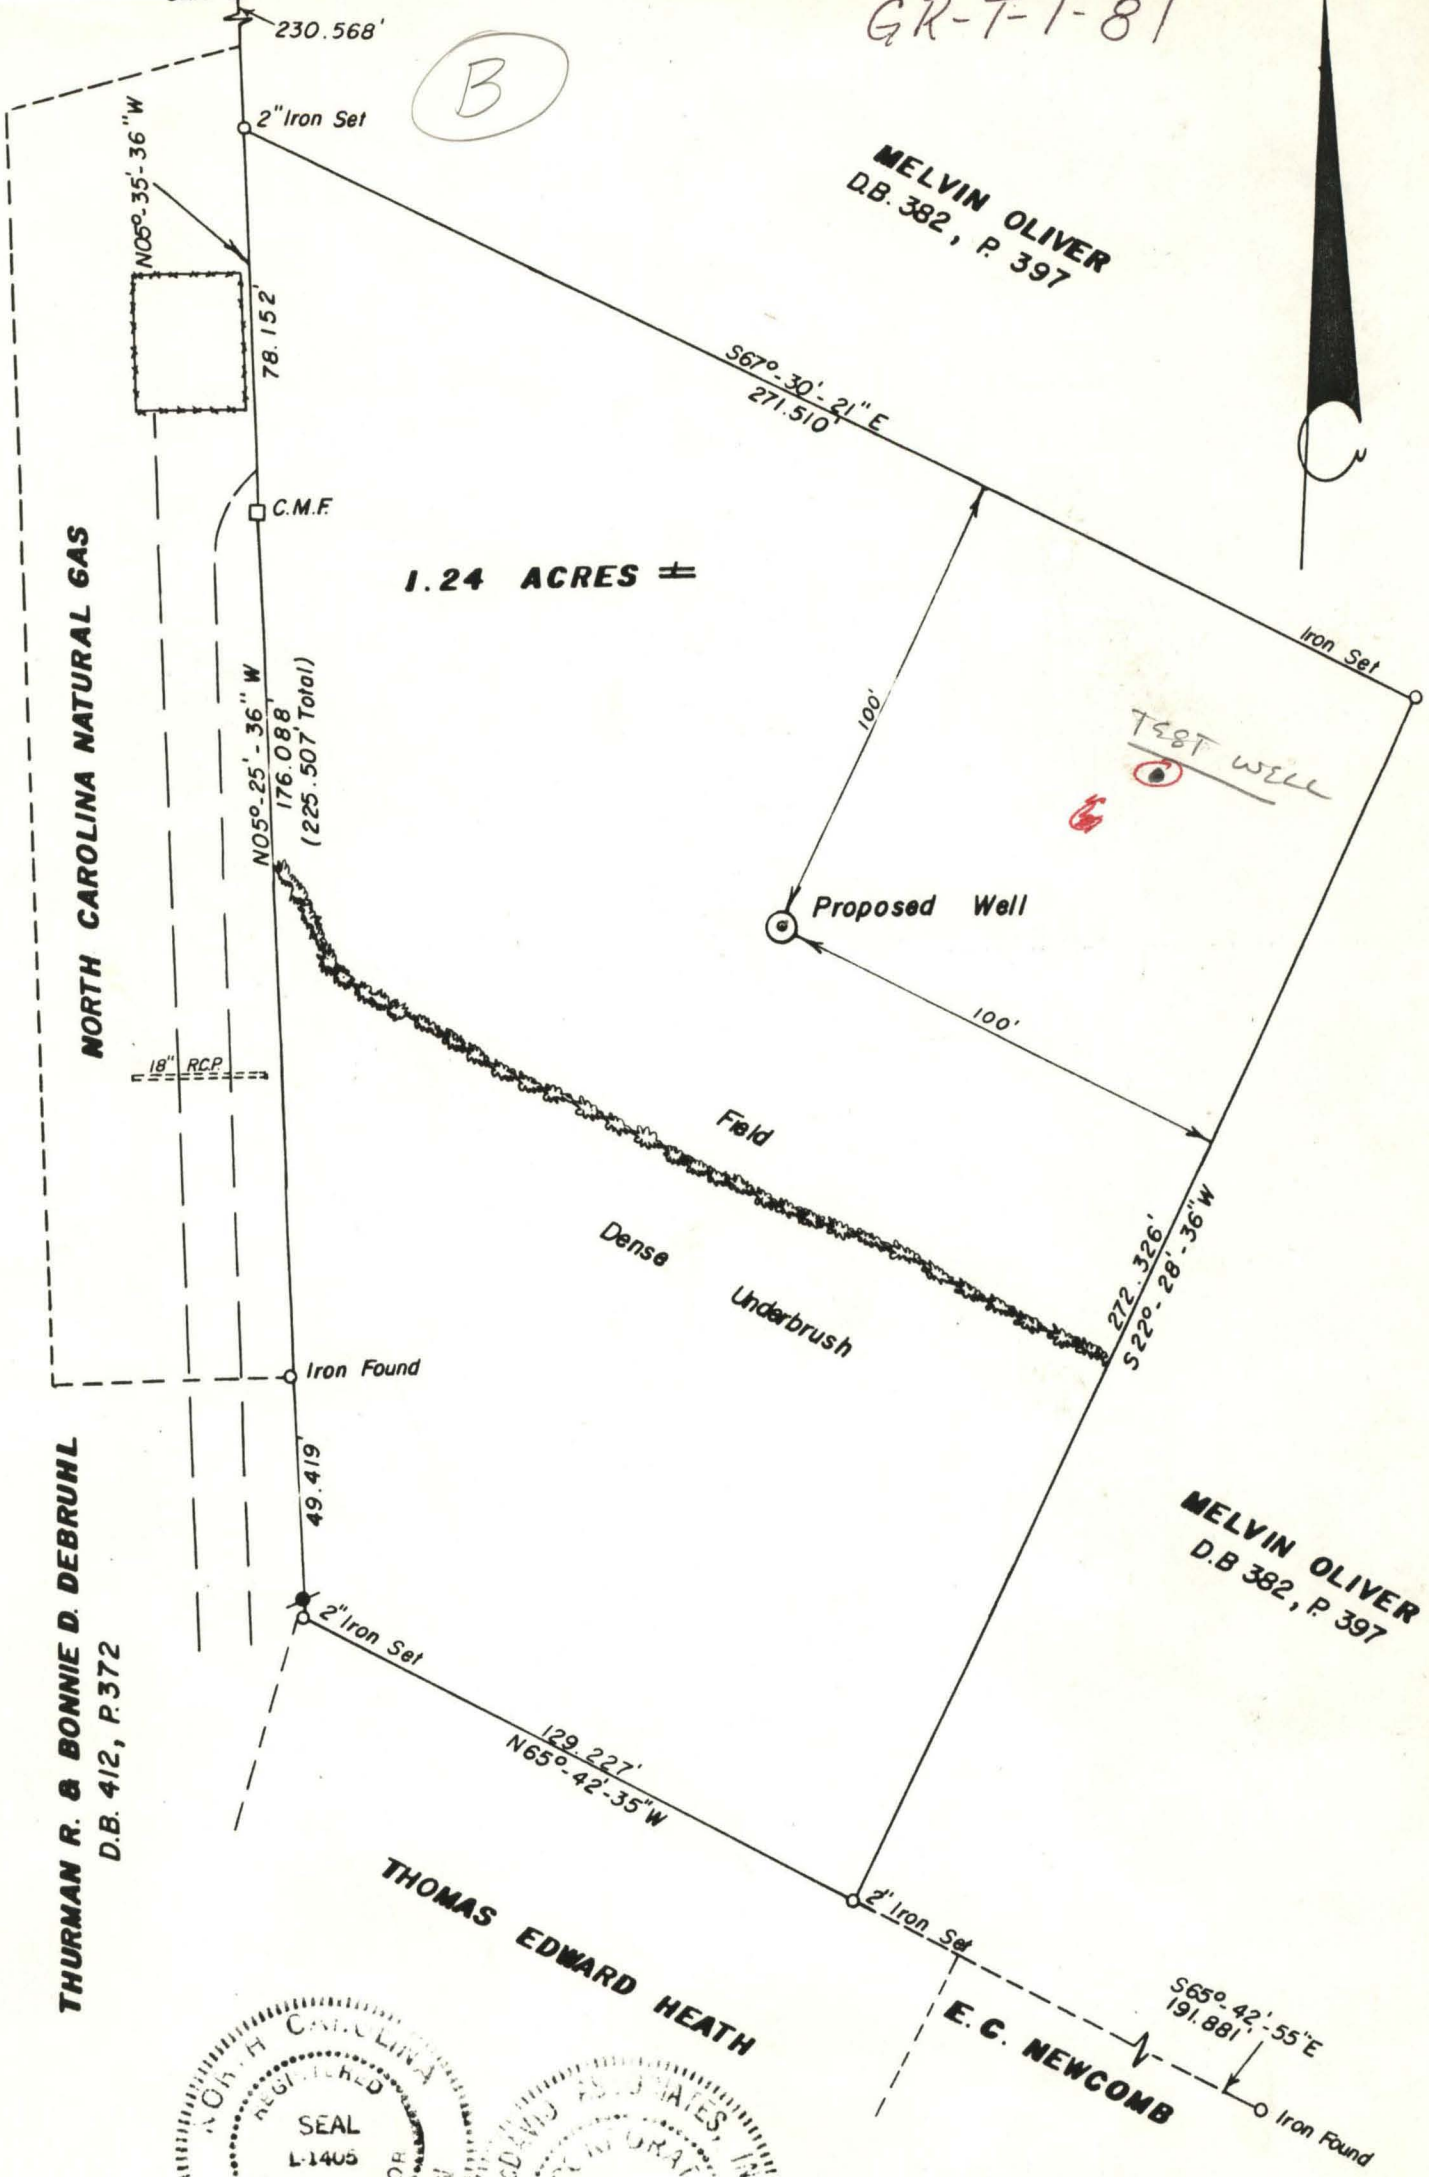 GR-T-1-81
230.568'
B
2" Iron Set
N05°-35'-36"W
MELVIN OLIVER
D.B. 382, P. 397
78.152'
S67°-30'-21"E
271.510'
C.M.F.
1.24 ACRES ±
NORTH CAROLINA NATURAL GAS
Iron Set
N05°-25'-36"W
176.088'
(225.507' Total)
100'
TEST WELL
Proposed Well
100'
18" R.C.P.
Field
Dense Underbrush
272.326'
S22°-28'-36"W
Iron Found
49.419'
THURMAN R. & BONNIE D. DEBRUHL
D.B. 412, P. 372
MELVIN OLIVER
D.B 382, P. 397
2" Iron Set
129.227'
N65°-42'-35"W
THOMAS EDWARD HEATH
2" Iron Set
S65°-42'-55"E
191.881'
E.C. NEWCOMB
Iron Found
NORTH CAROLINA
REGISTERED
SEAL
L-1405
ASSOCIATES,